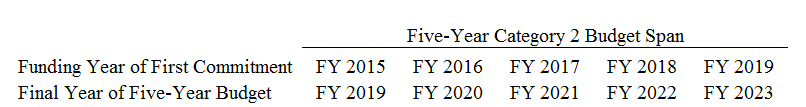 Five-Year Category 2 Budget Span
Funding Year of First Commitment FY 2015 FY 2016 FY 2017 FY 2018 FY 2019
Final Year of Five-Year Budget FY 2019 FY 2020 FY 2021 FY 2022 FY 2023